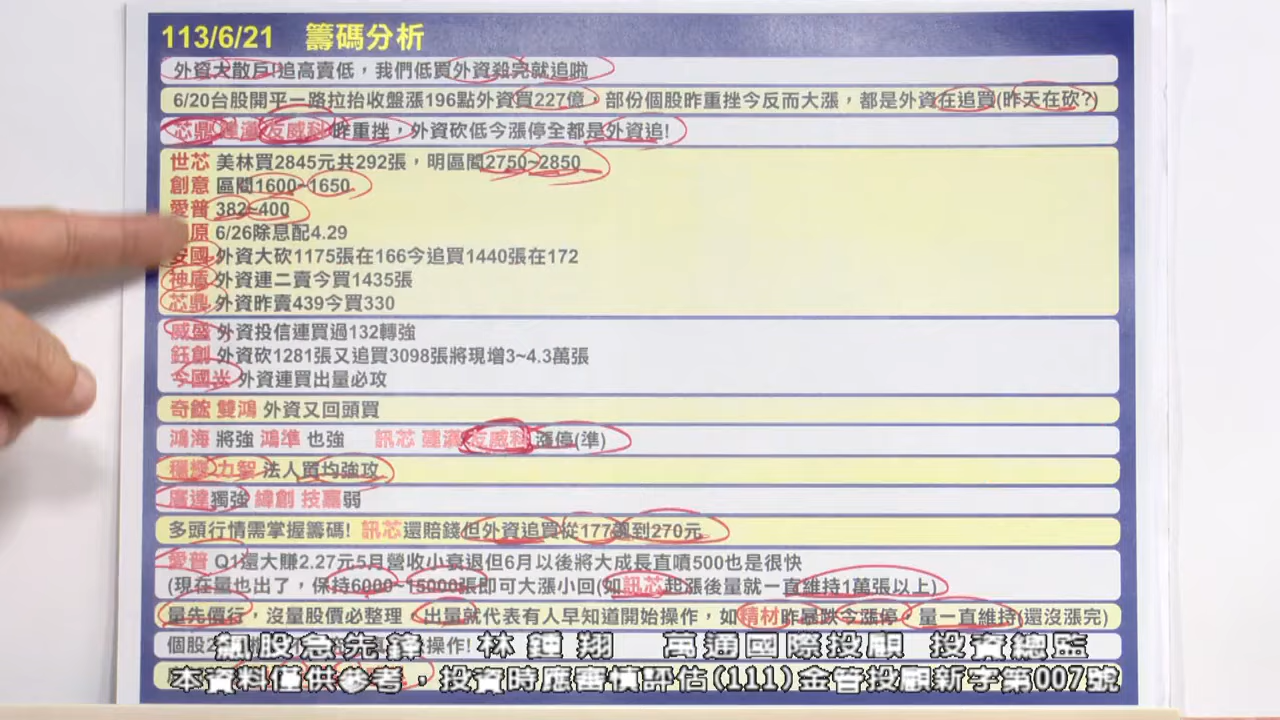 113/6/21 籌碼分析
外資大散戶!追高賣低，我們低買外資殺完就追啦
6/20台股開平一路拉抬收盤漲196點外資買227億，部份個股昨重挫今反而大漲，都是外資在追買(昨天在砍?)
芯鼎 建漢 友威科 昨重挫，外資砍低今漲停全都是外資追!
世芯 美林買2845元共292張，明區間2750~2850
創意 區間1600~1650
愛普 382~400
原 6/26除息配4.29
安國 外資大砍1175張在166今追買1440張在172
神盾 外資連二賣今買1435張
芯鼎 外資昨賣439今買330
威盛 外資投信連買過132轉強
鈺創 外資砍1281張又追買3098張將現增3~4.3萬張
今國光 外資連買出量必攻
奇鋐 雙鴻 外資又回頭買
鴻海 將強 鴻準 也強 訊芯 建漢 友威科 漲停(準)
穩懋 力智 法人買均強攻
廣達獨強 緯創 技嘉弱
多頭行情需掌握籌碼! 訊芯還賠錢但外資追買從177飆到270元
愛普 Q1還大賺2.27元5月營收小衰退但6月以後將大成長直噴500也是很快
(現在量也出了，保持6000~15000張即可大漲小回(如訊芯起漲後量就一直維持1萬張以上)
量先價行，沒量股價必整理，出量就代表有人早知道開始操作，如精材昨暴跌今漲停，量一直維持(還沒漲完)
個股 操作!
飆股急先鋒 林鍾翔 萬通國際投顧 投資總監
本資料僅供參考，投資時應審慎評估(111)金管投顧新字第007號